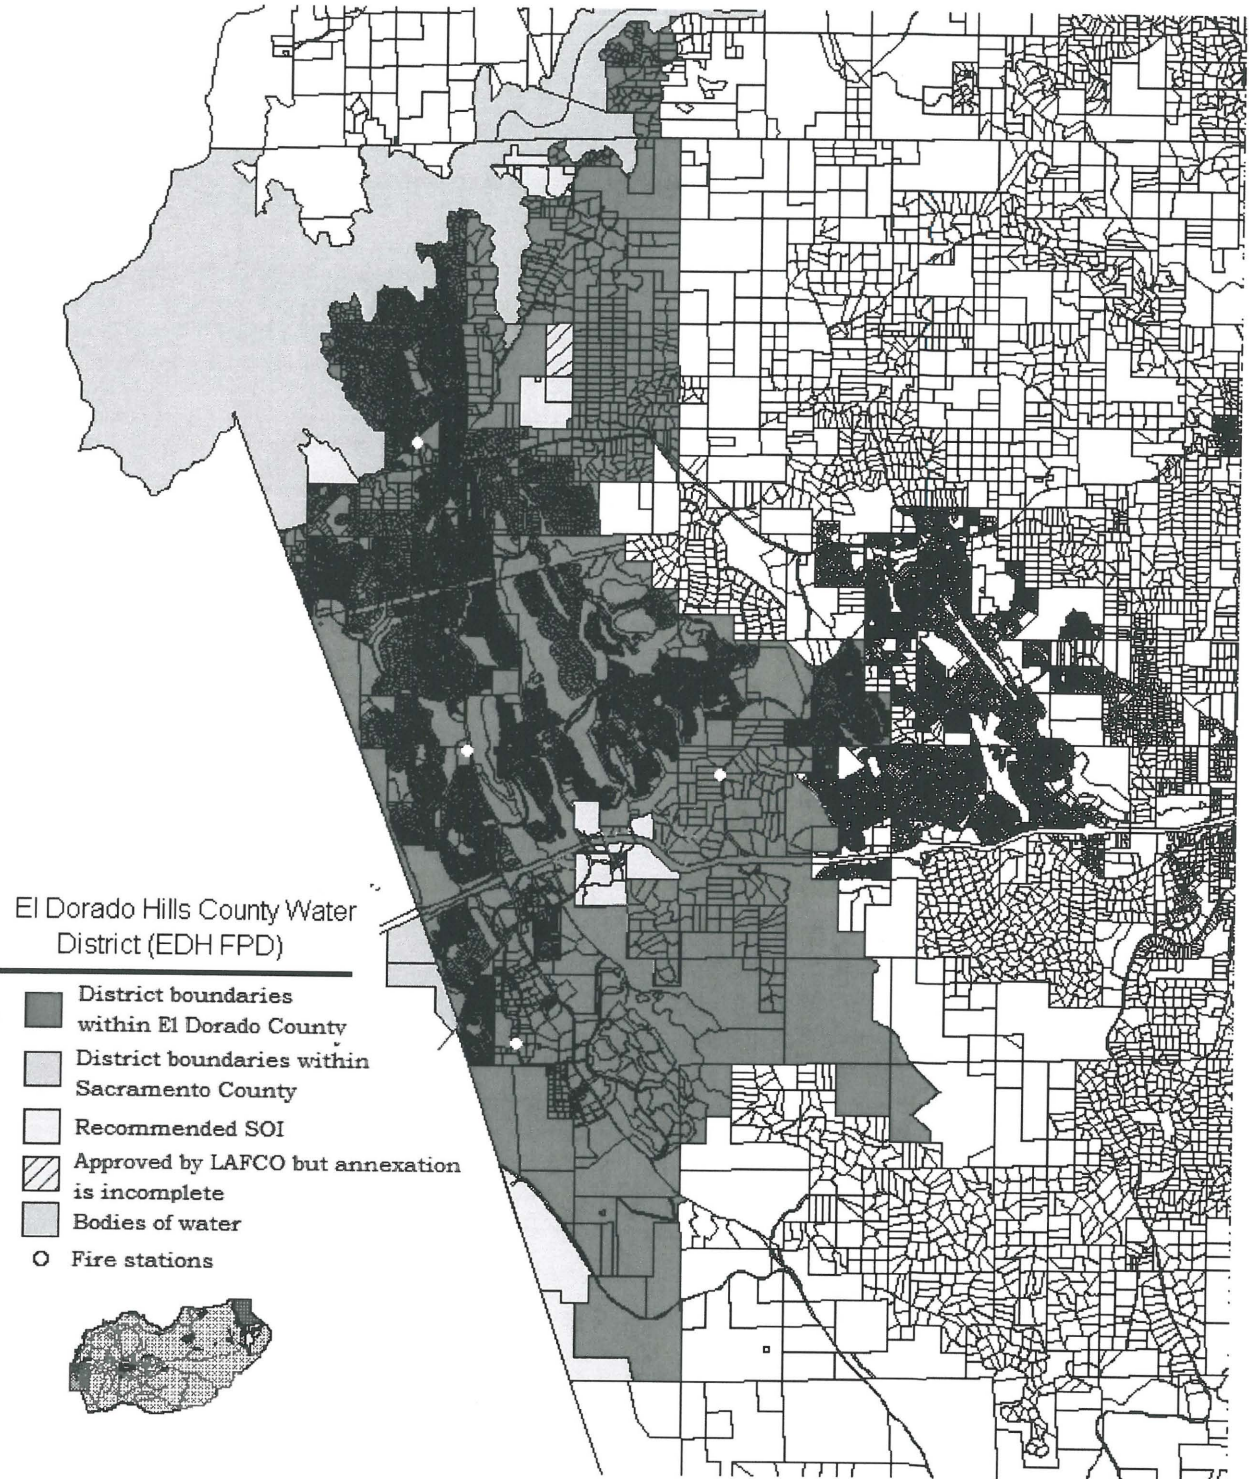 El Dorado Hills County Water
District (EDH FPD)
District boundaries
within El Dorado County
District boundaries within
Sacramento County
Recommended SOI
Approved by LAFCO but annexation
is incomplete
Bodies of water
Fire stations